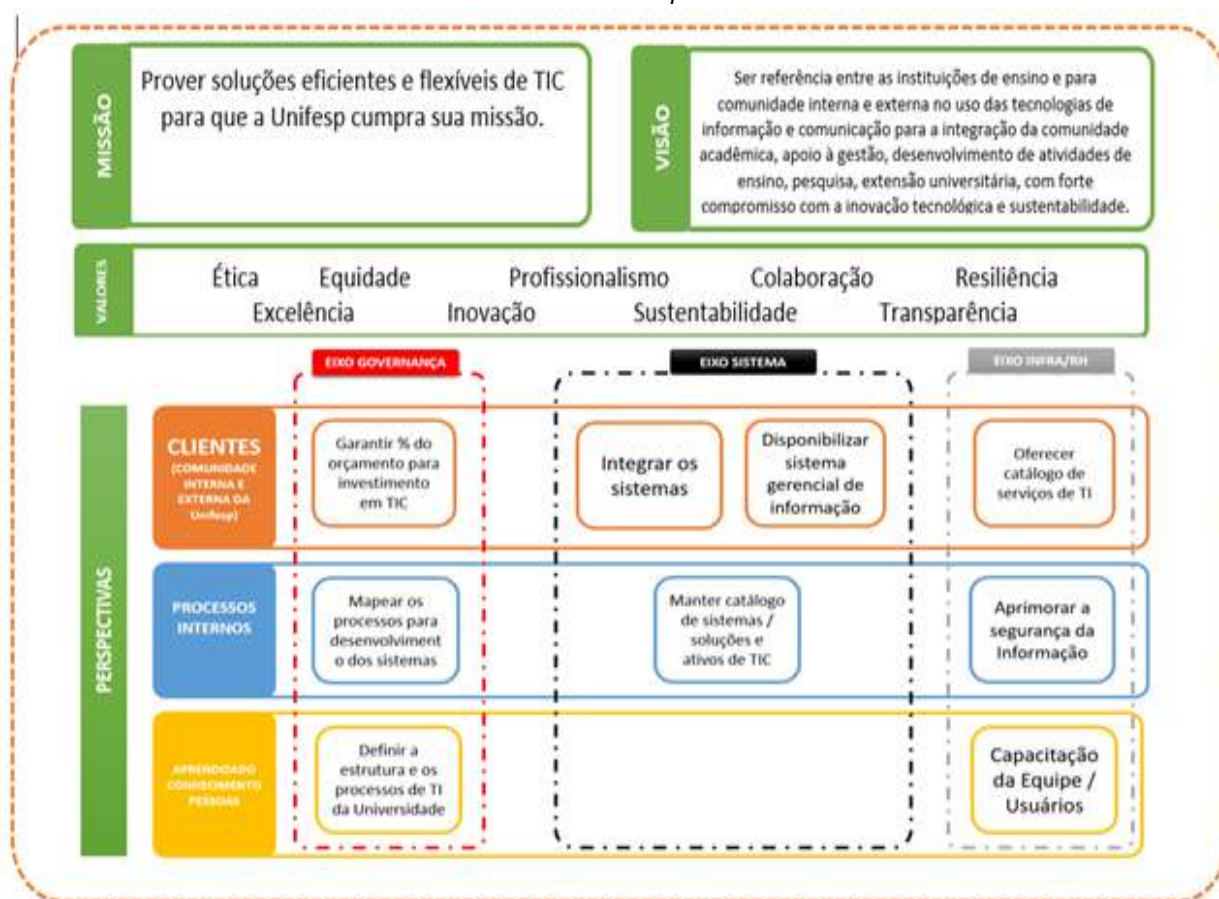 MISSÃO
Prover soluções eficientes e flexíveis de TIC
para que a Unifesp cumpra sua missão.
VISÃO
Ser referência entre as instituições de ensino e para
comunidade interna e externa no uso das tecnologias de
informação e comunicação para a integração da comunidade
acadêmica, apoio à gestão, desenvolvimento de atividades de
ensino, pesquisa, extensão universitária, com forte
compromisso com a inovação tecnológica e sustentabilidade.
VALORES
Ética Equidade Profissionalismo Colaboração Resiliência
Excelência Inovação Sustentabilidade Transparência
EIXO GOVERNANÇA EIXO SISTEMA EIXO INFRA/RH
PERSPECTIVAS
CLIENTES
(COMUNIDADE
INTERNA E
EXTERNA DA
Unifesp)
Garantir % do
orçamento para
investimento
em TIC
Integrar os
sistemas
Disponibilizar
sistema
gerencial de
informação
Oferecer
catálogo de
serviços de TI
PROCESSOS
INTERNOS
Mapear os
processos para
desenvolviment
o dos sistemas
Manter catálogo
de sistemas /
soluções e
ativos de TIC
Aprimorar a
segurança da
Informação
APRENDIZADO
CONHECIMENTO
PESSOAS
Definir a
estrutura e os
processos de TI
da Universidade
Capacitação
da Equipe /
Usuários